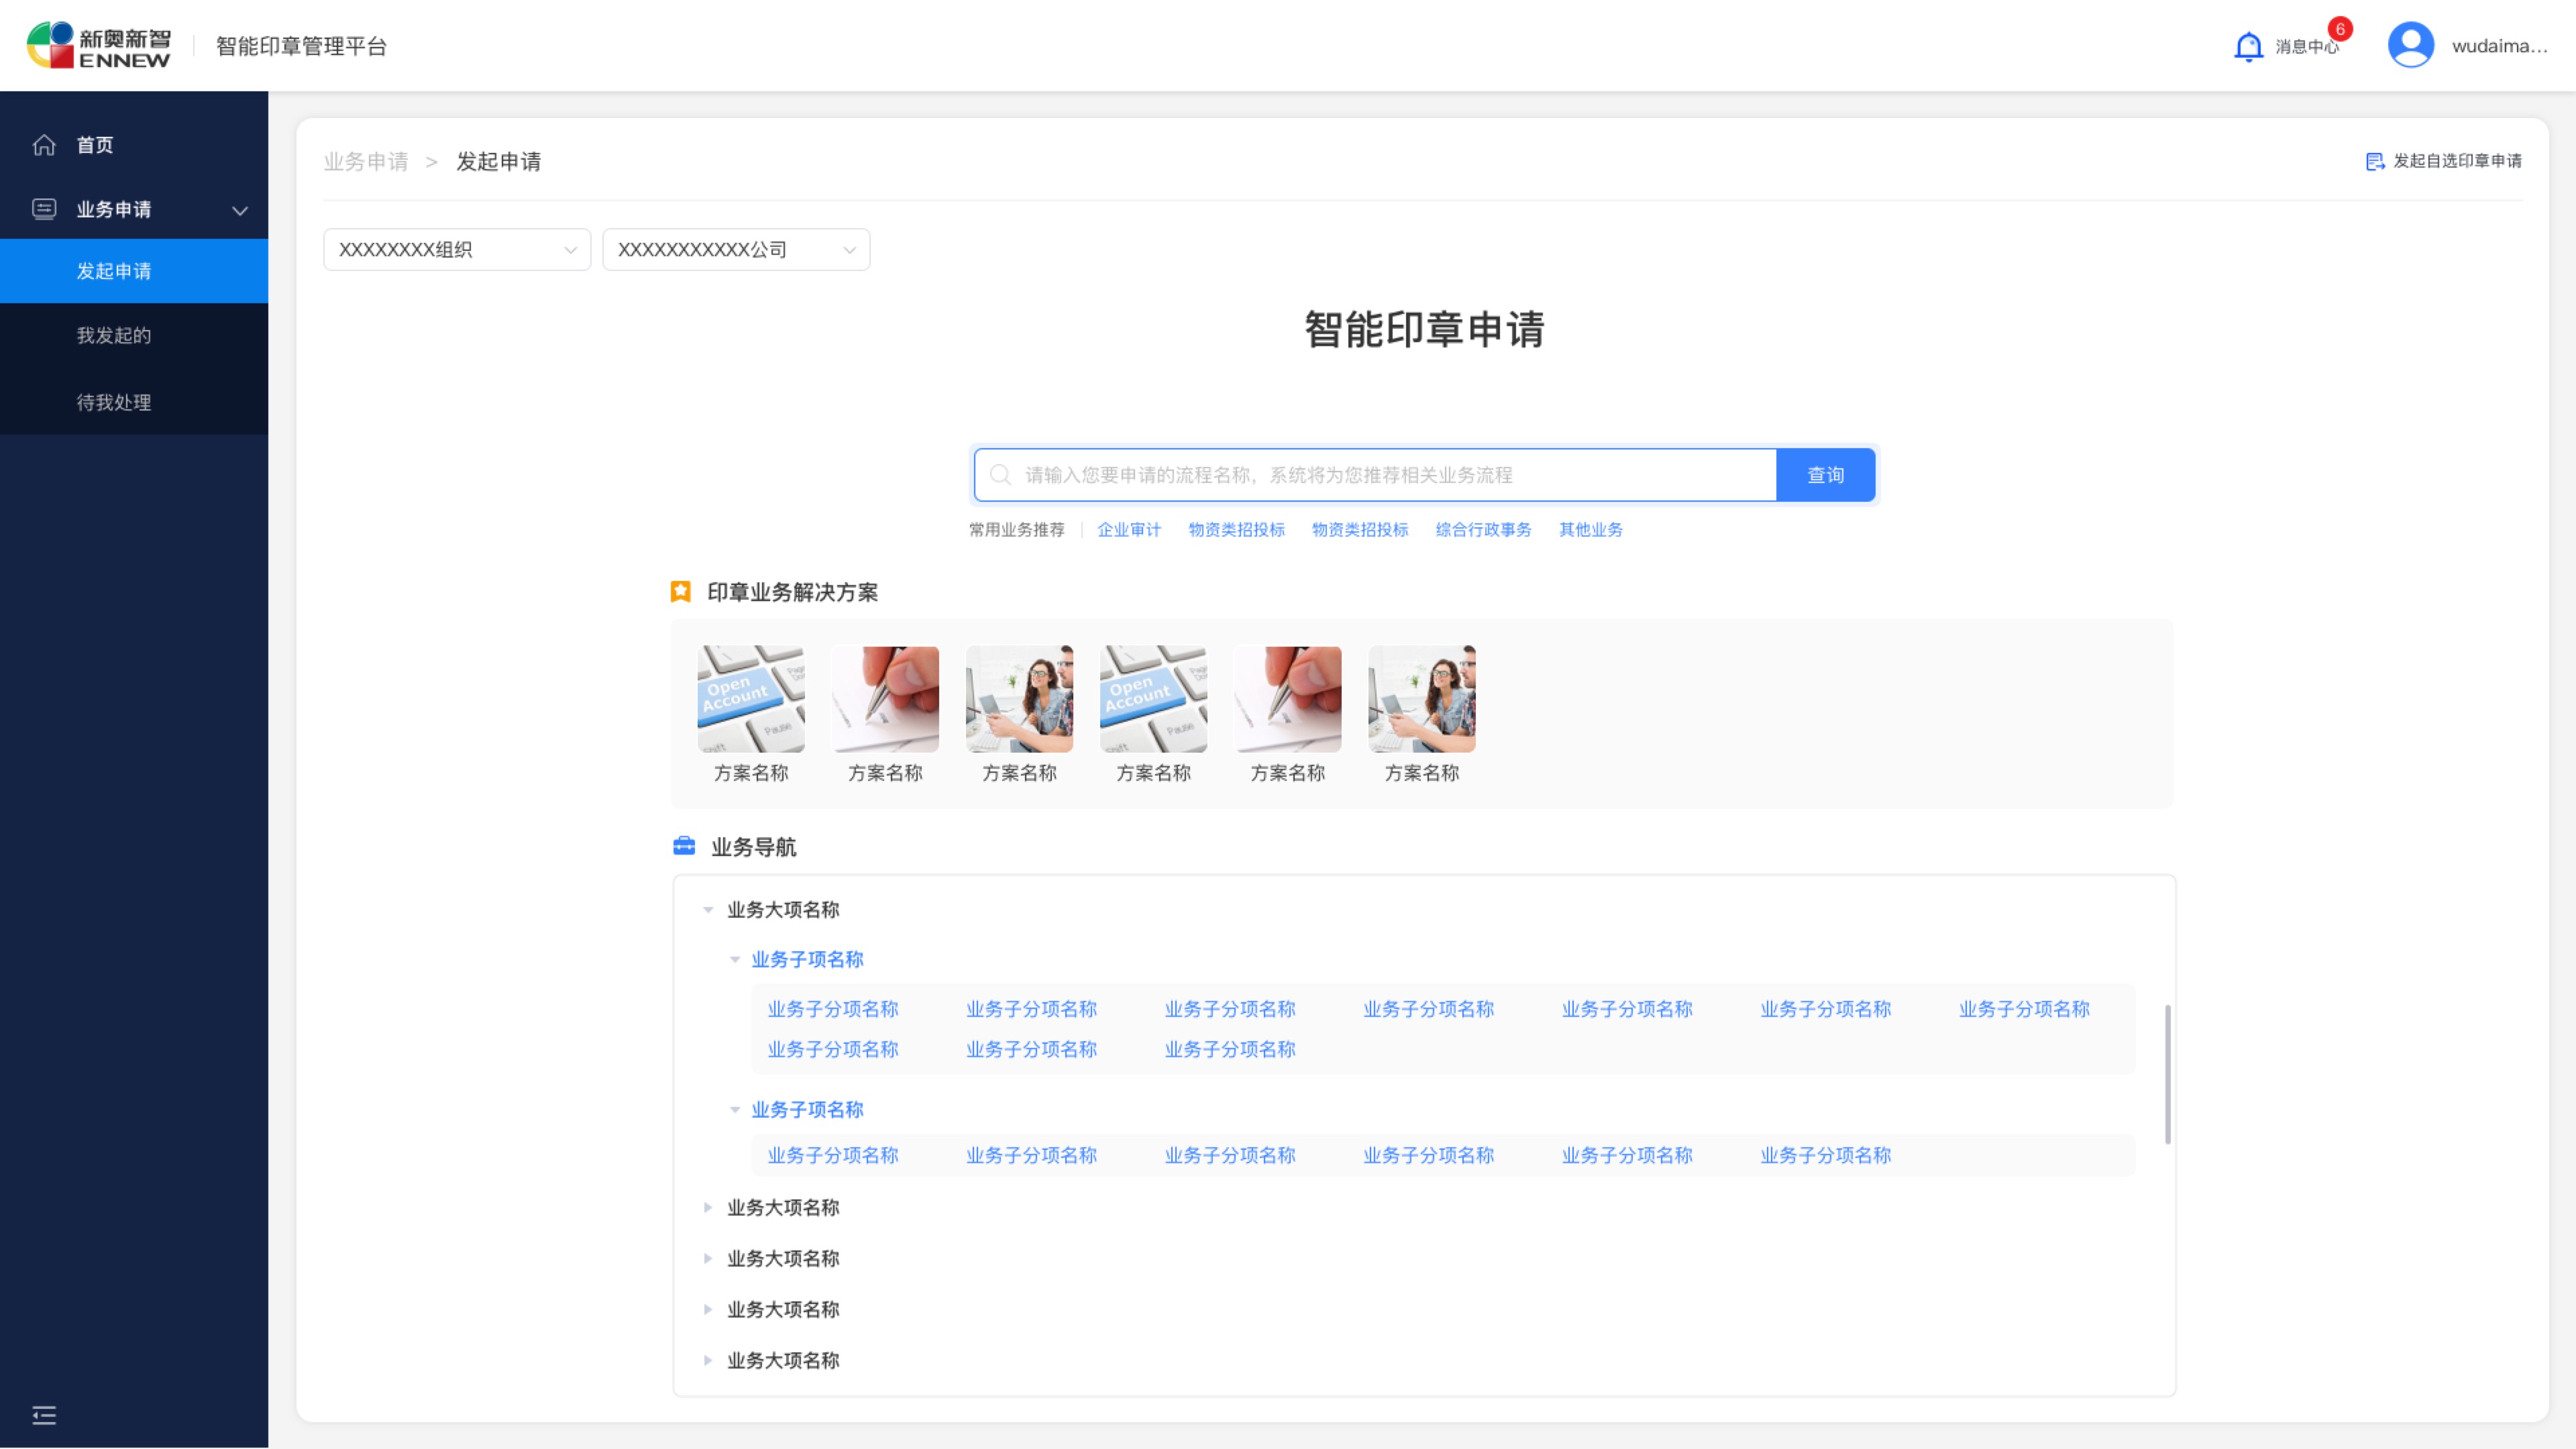 新奥新智
ENNEW
智能印章管理平台
消息中心
6
wudaima...
首页
业务申请
发起申请
我发起的
待我处理
业务申请 > 发起申请
发起自选印章申请
XXXXXXXX组织
XXXXXXXXXXX公司
智能印章申请
请输入您要申请的流程名称，系统将为您推荐相关业务流程
查询
常用业务推荐 企业审计 物资类招投标 物资类招投标 综合行政事务 其他业务
印章业务解决方案
Open Account
Pause
Open Account
Pause
方案名称 方案名称 方案名称 方案名称 方案名称 方案名称
业务导航
业务大项名称
业务子项名称
业务子分项名称 业务子分项名称 业务子分项名称 业务子分项名称 业务子分项名称 业务子分项名称 业务子分项名称
业务子分项名称 业务子分项名称 业务子分项名称
业务子项名称
业务子分项名称 业务子分项名称 业务子分项名称 业务子分项名称 业务子分项名称 业务子分项名称
业务大项名称
业务大项名称
业务大项名称
业务大项名称